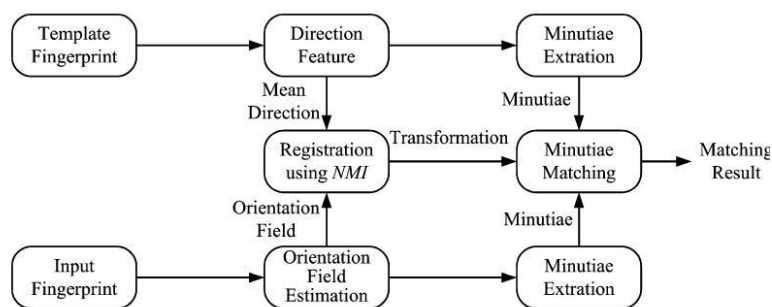 Template
Fingerprint
Direction
Feature
Minutiae
Extration
Mean
Direction
Minutiae
Registration
using NMI
Transformation
Minutiae
Matching
Matching
Result
Orientation
Field
Minutiae
Input
Fingerprint
Orientation
Field
Estimation
Minutiae
Extration